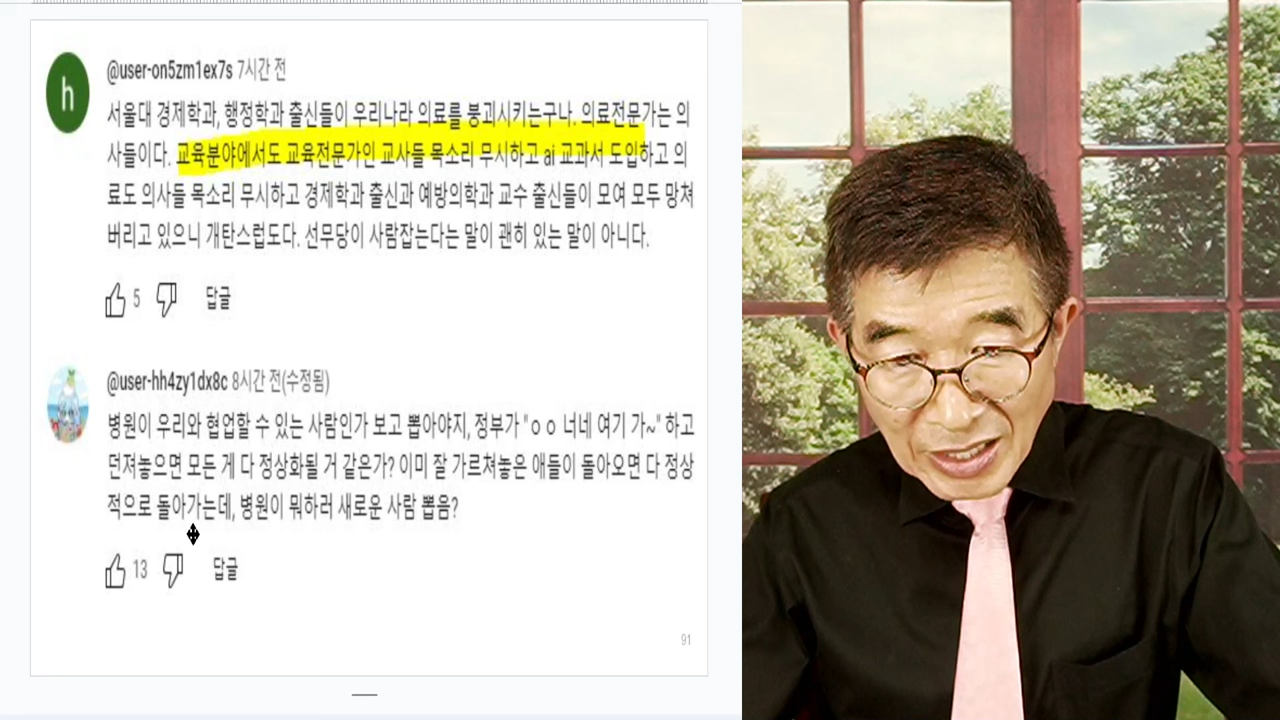 h
@user-on5zm1ex7s 7시간 전
서울대 경제학과, 행정학과 출신들이 우리나라 의료를 붕괴시키는구나. 의료전문가는 의
사들이다. 교육분야에서도 교육전문가인 교사들 목소리 무시하고 ai 교과서 도입하고 의
료도 의사들 목소리 무시하고 경제학과 출신과 예방의학과 교수 출신들이 모여 모두 망쳐
버리고 있으니 개탄스럽도다. 선무당이 사람잡는다는 말이 괜히 있는 말이 아니다.
5 답글
@user-hh4zy1dx8c 8시간 전(수정됨)
병원이 우리와 협업할 수 있는 사람인가 보고 뽑아야지, 정부가 "ㅇㅇ 너네 여기 가~" 하고
던져놓으면 모든 게 다 정상화될 거 같은가? 이미 잘 가르쳐놓은 애들이 돌아오면 다 정상
적으로 돌아가는데, 병원이 뭐하러 새로운 사람 뽑음?
13 답글
91